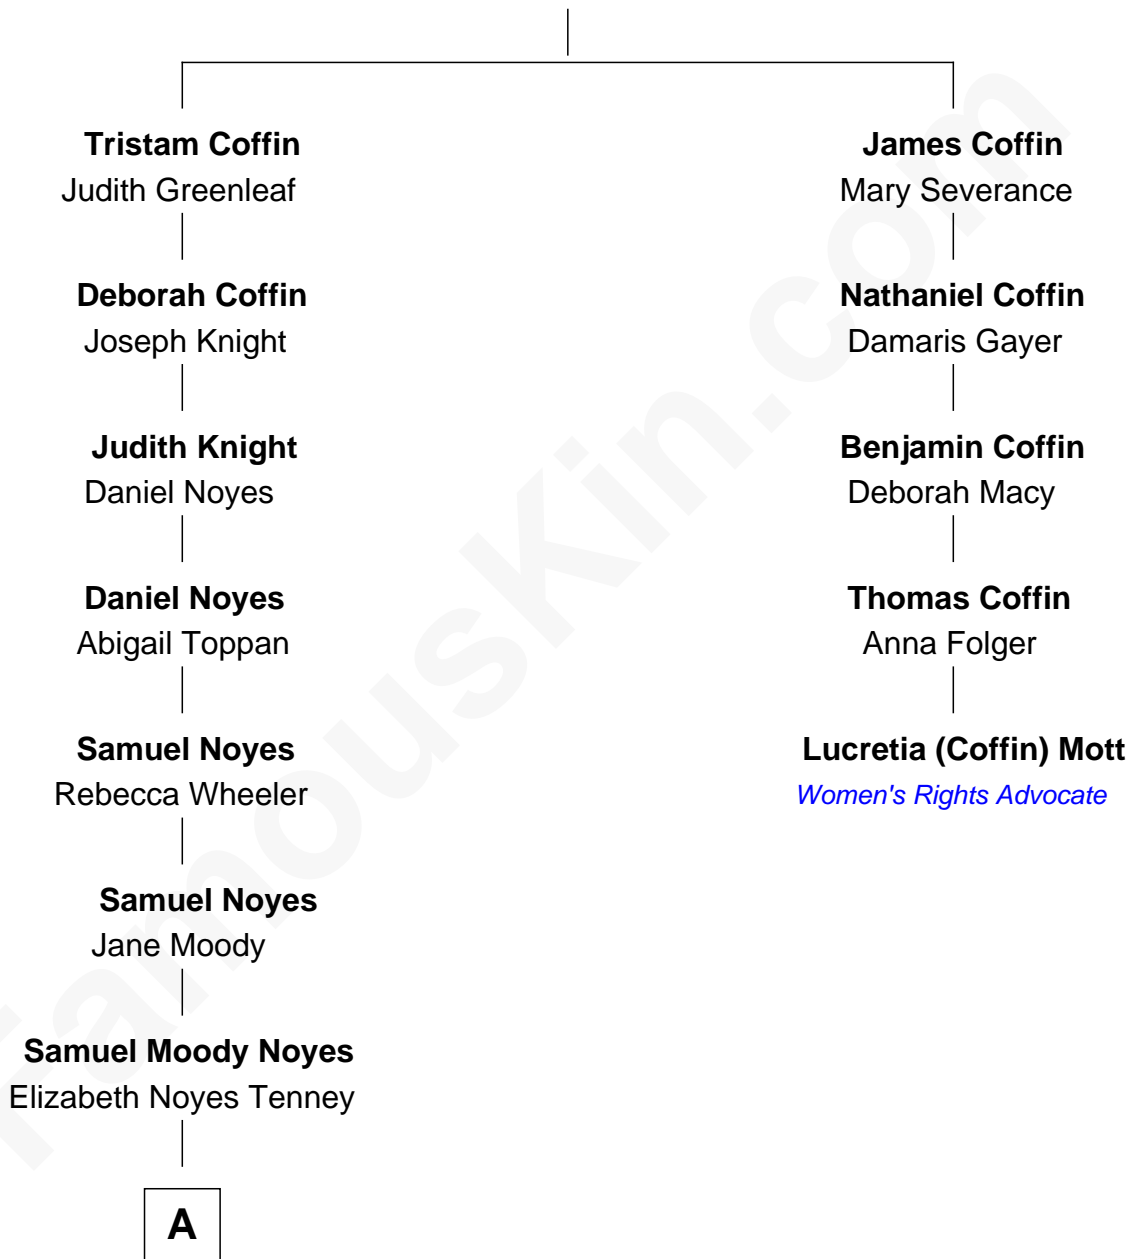 Tristam Coffin
Judith Greenleaf
Deborah Coffin
Joseph Knight
Judith Knight
Daniel Noyes
Daniel Noyes
Abigail Toppan
Samuel Noyes
Rebecca Wheeler
Samuel Noyes
Jane Moody
Samuel Moody Noyes
Elizabeth Noyes Tenney
A
James Coffin
Mary Severance
Nathaniel Coffin
Damaris Gayer
Benjamin Coffin
Deborah Macy
Thomas Coffin
Anna Folger
Lucretia (Coffin) Mott
Women's Rights Advocate
FamousKin.com